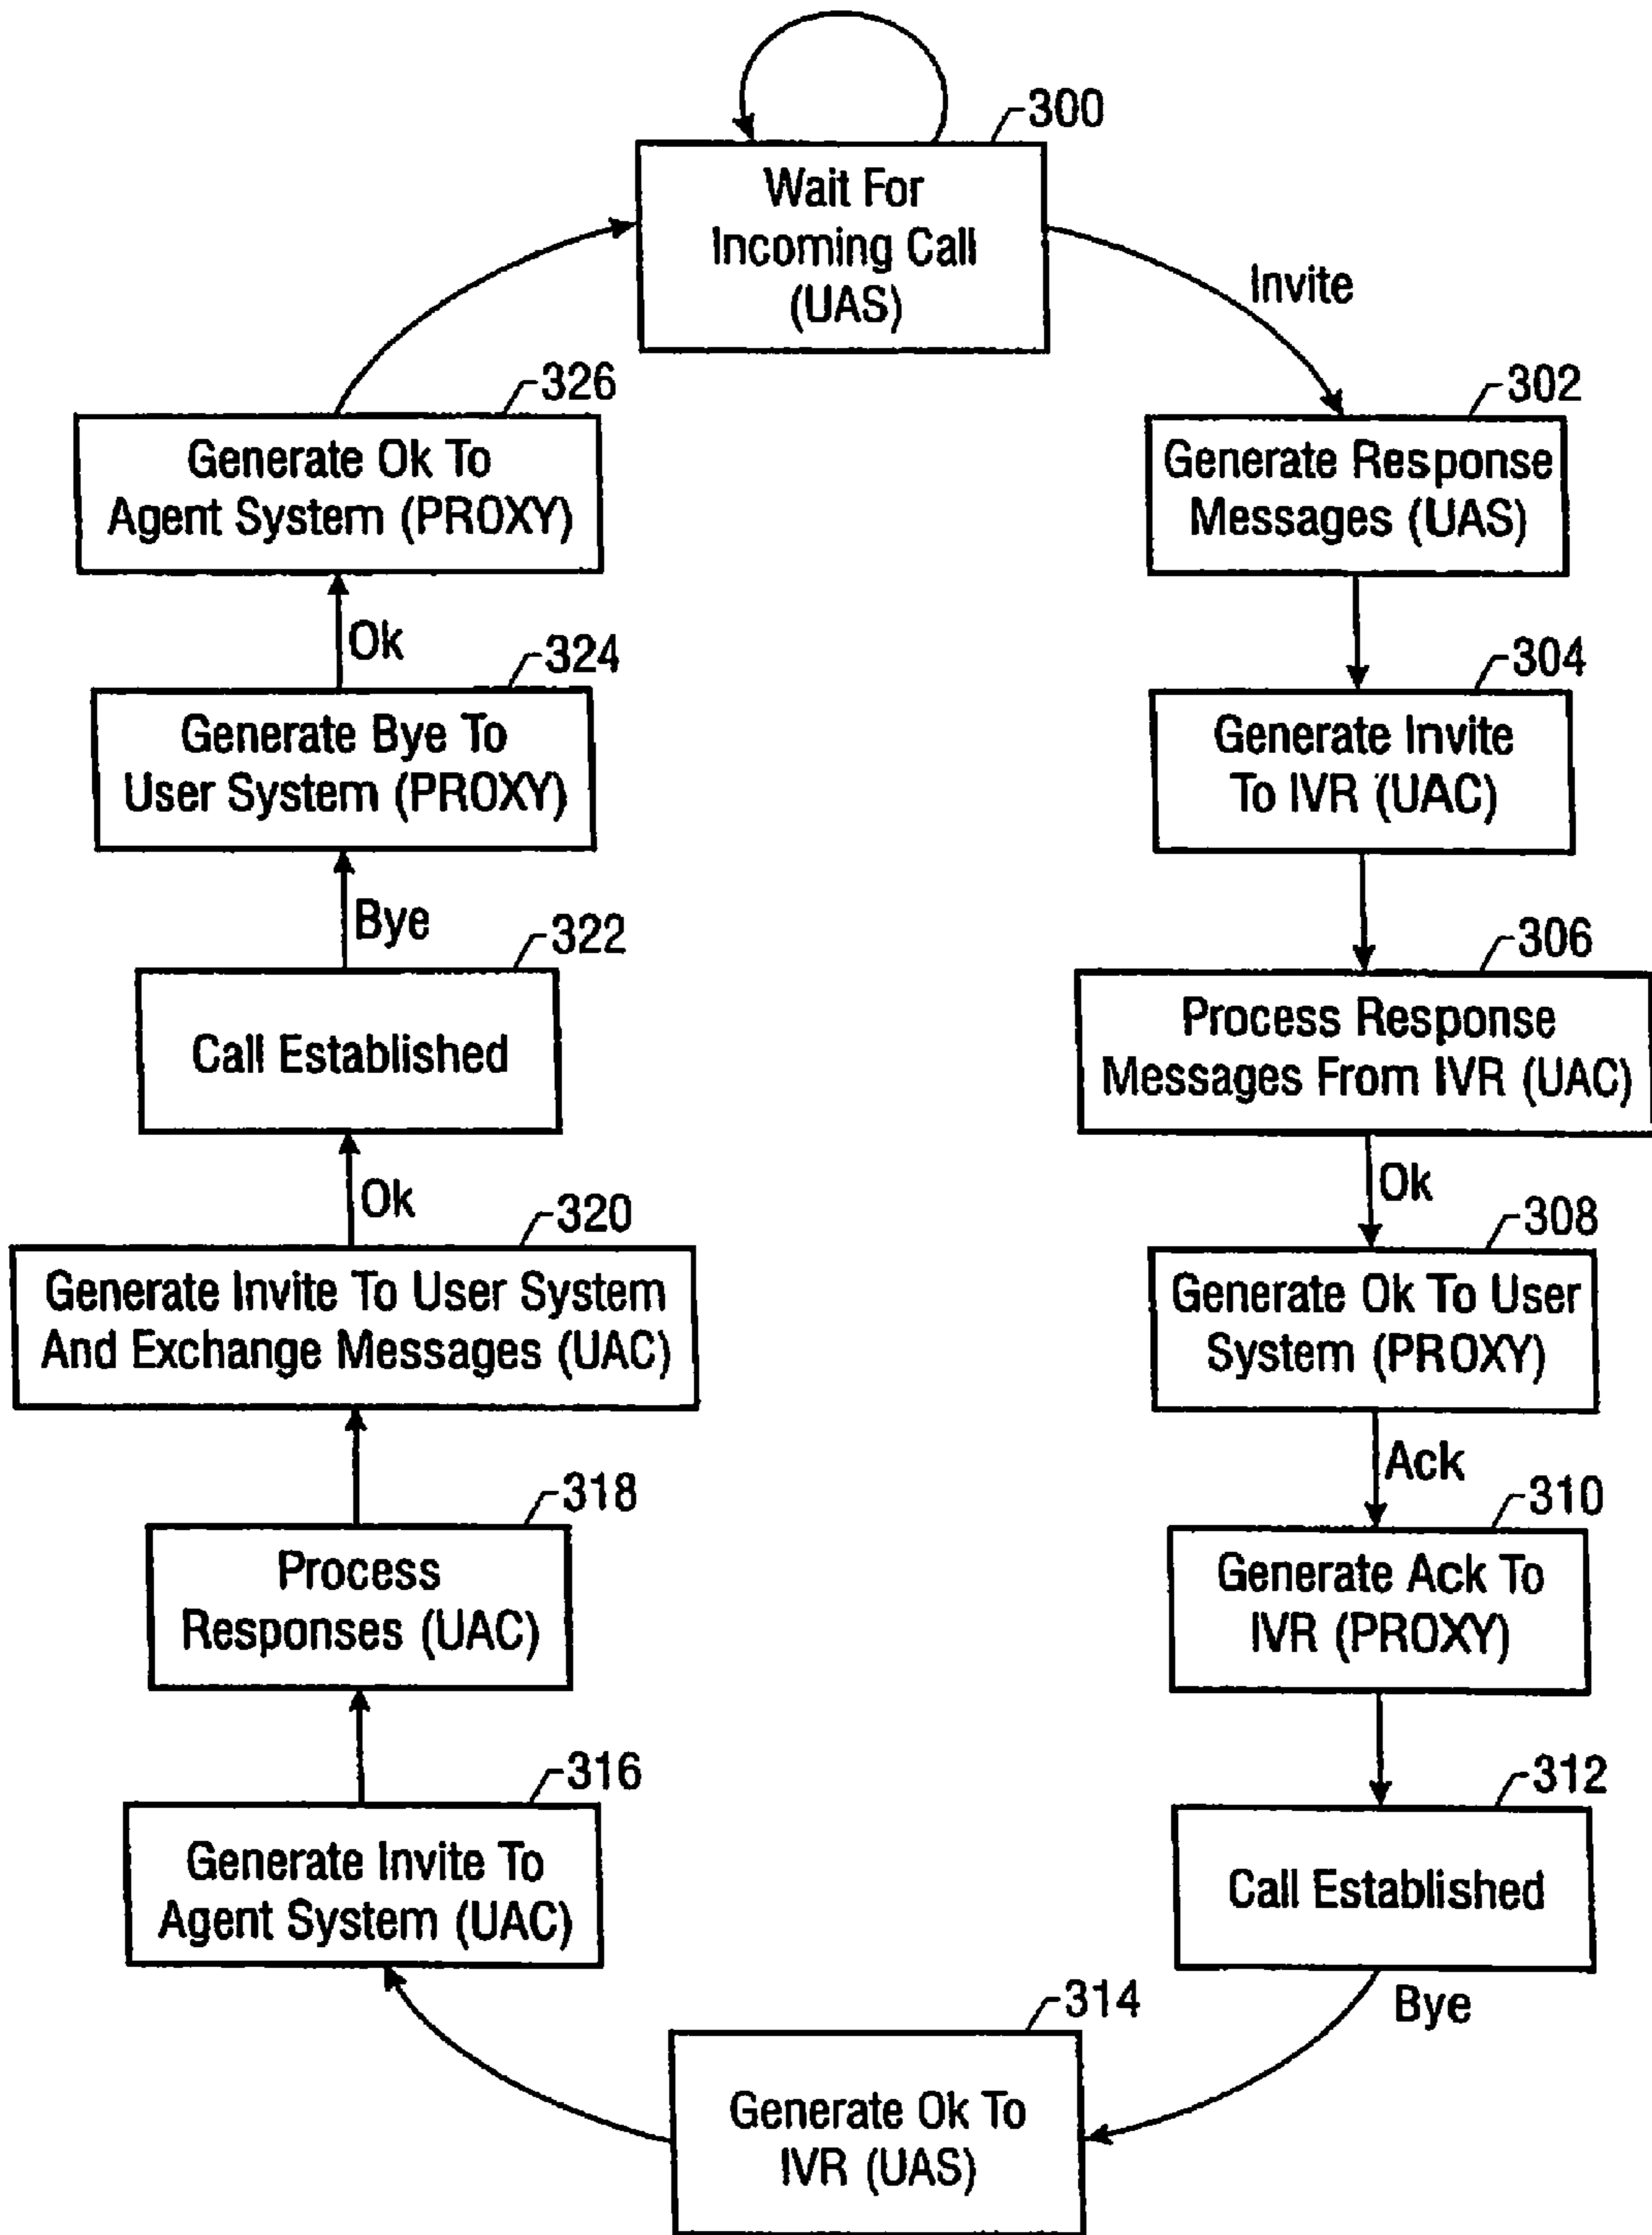 300
Wait For
Incoming Call
(UAS)
Invite
302
Generate Response
Messages (UAS)
304
Generate Invite
To IVR (UAC)
306
Process Response
Messages From IVR (UAC)
Ok
308
Generate Ok To User
System (PROXY)
Ack
310
Generate Ack To
IVR (PROXY)
312
Call Established
Bye
314
Generate Ok To
IVR (UAS)
316
Generate Invite To
Agent System (UAC)
318
Process
Responses (UAC)
320
Generate Invite To User System
And Exchange Messages (UAC)
Ok
322
Call Established
Bye
324
Generate Bye To
User System (PROXY)
Ok
326
Generate Ok To
Agent System (PROXY)